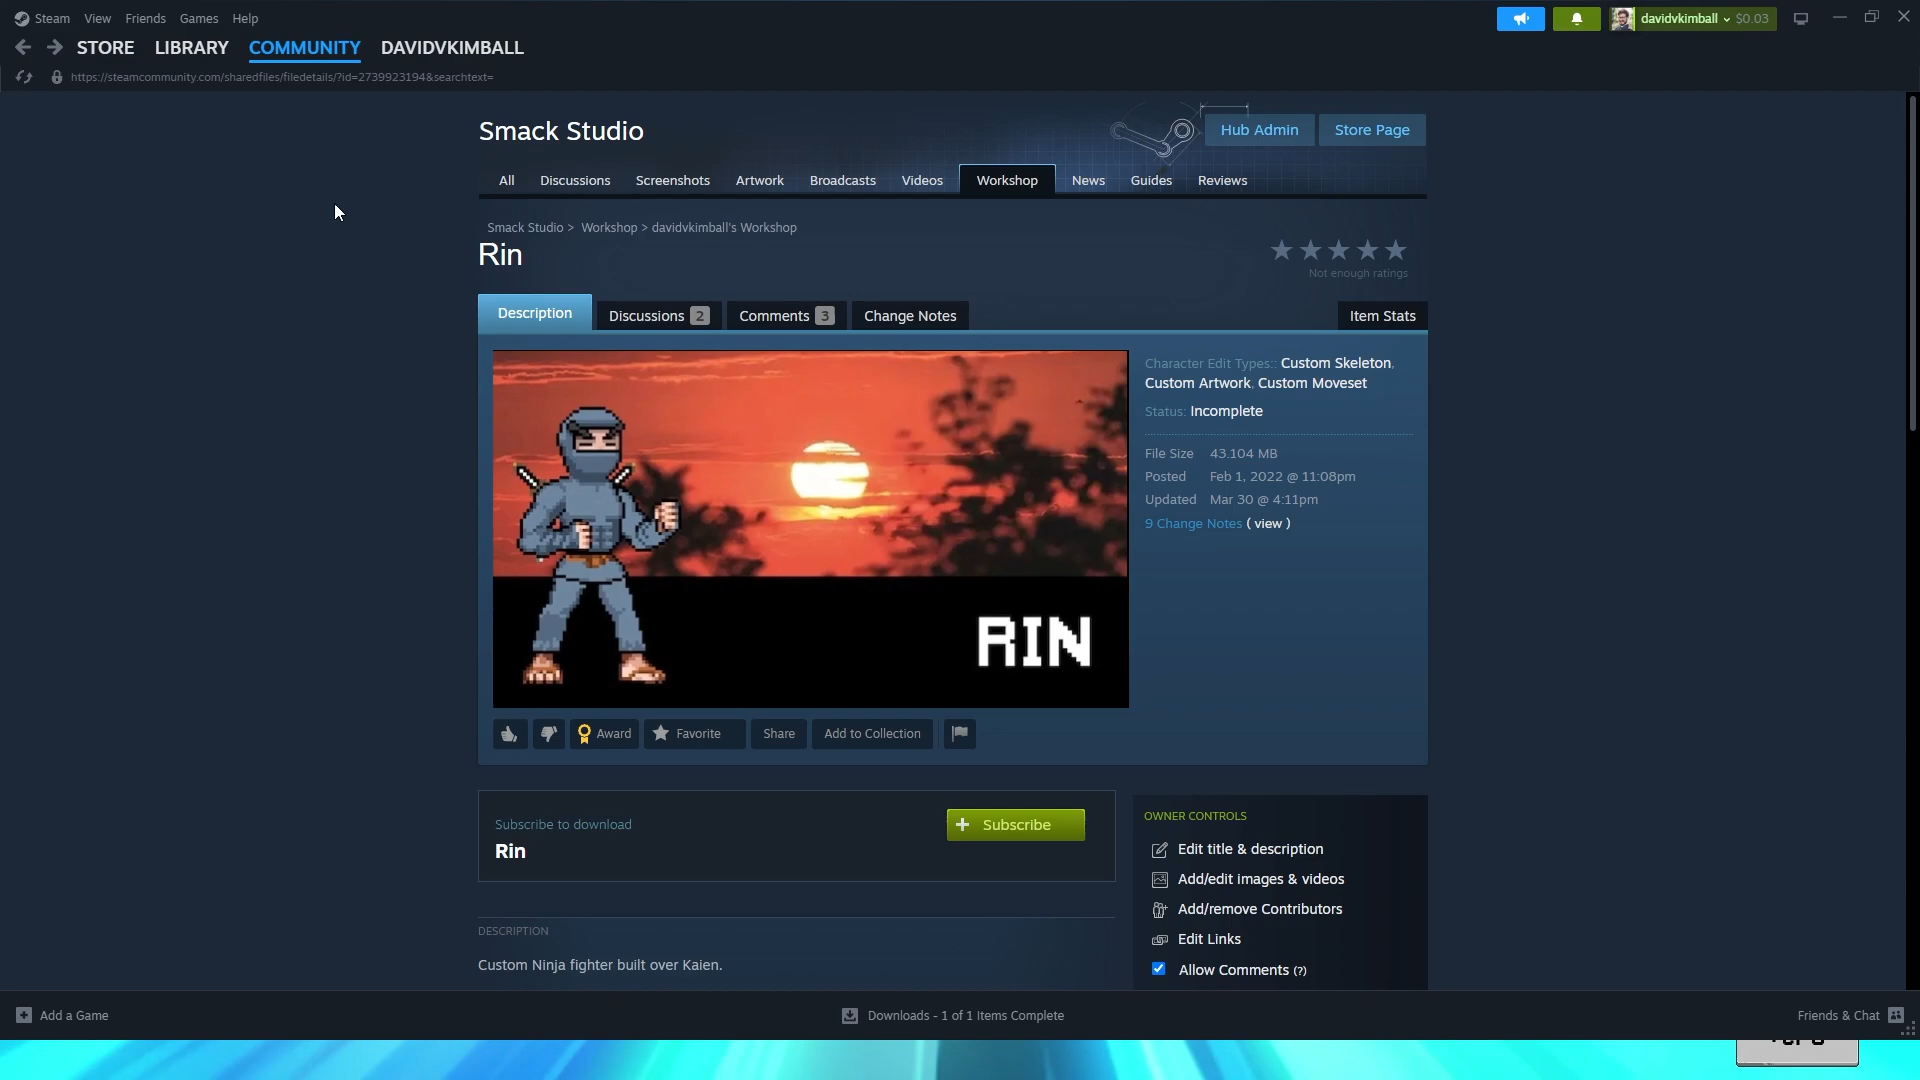 Steam View Friends Games Help
davidvkimball $0.03
STORE LIBRARY COMMUNITY DAVIDVKIMBALL
https://steamcommunity.com/sharedfiles/filedetails/?id=2739923194&searchtext=
Smack Studio
Hub Admin Store Page
All Discussions Screenshots Artwork Broadcasts Videos Workshop News Guides Reviews
Smack Studio > Workshop > davidvkimball's Workshop
Rin
Not enough ratings
Description Discussions 2 Comments 3 Change Notes Item Stats
Character Edit Types:: Custom Skeleton,
Custom Artwork, Custom Moveset
Status: Incomplete
File Size 43.104 MB
Posted Feb 1, 2022 @ 11:08pm
Updated Mar 30 @ 4:11pm
9 Change Notes ( view )
RIN
Award Favorite Share Add to Collection
Subscribe to download
Rin
Subscribe
OWNER CONTROLS
Edit title & description
Add/edit images & videos
Add/remove Contributors
Edit Links
Allow Comments (?)
DESCRIPTION
Custom Ninja fighter built over Kaien.
Add a Game
Downloads - 1 of 1 Items Complete
Friends & Chat